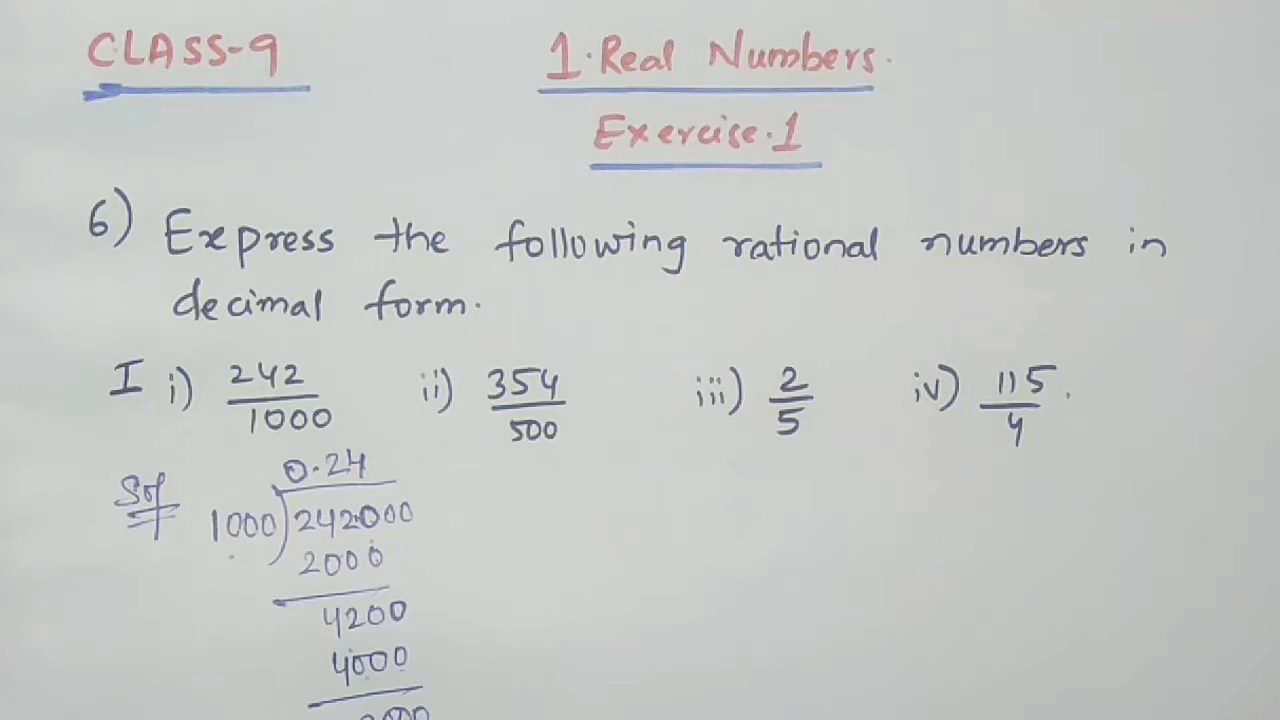 CLASS-9
1. Real Numbers.
Exercise.1
6) Express the following rational numbers in
decimal form.
I i) 242/1000 ii) 354/500 iii) 2/5 iv) 115/4.
Sol
0.24
1000)242.000
2000
4200
4000